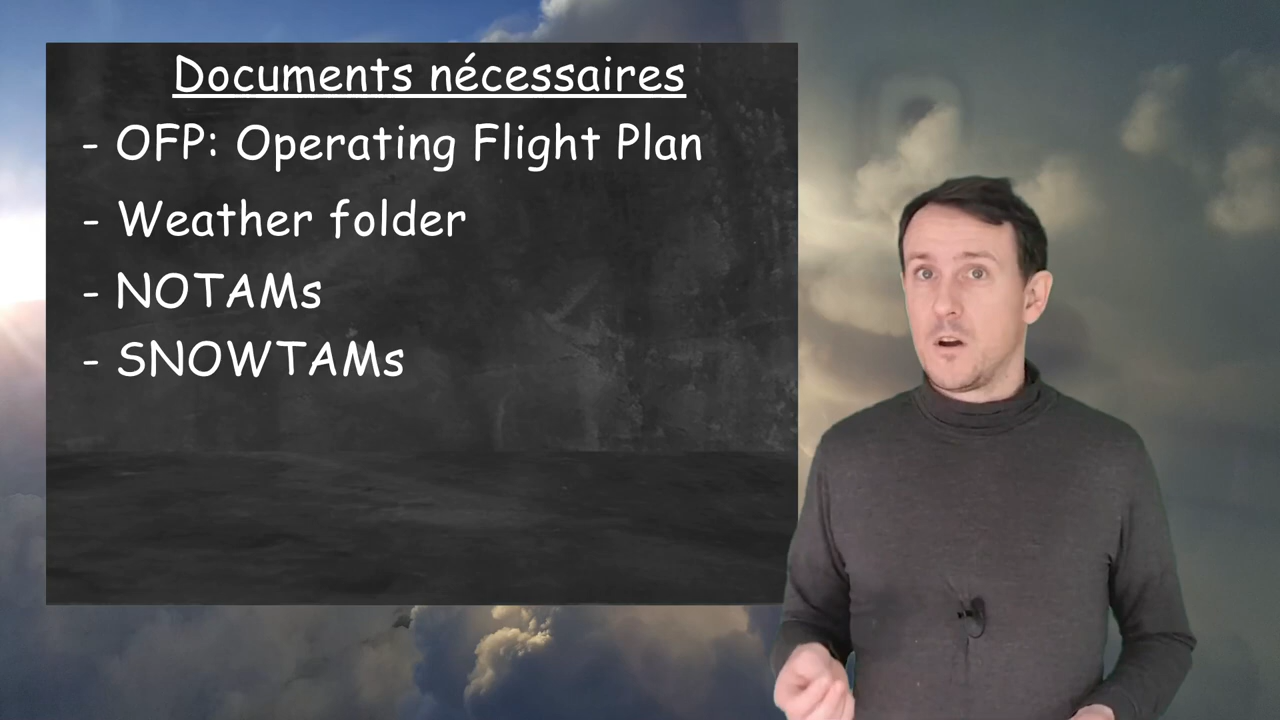 Documents nécessaires
- OFP: Operating Flight Plan
- Weather folder
- NOTAMs
- SNOWTAMs